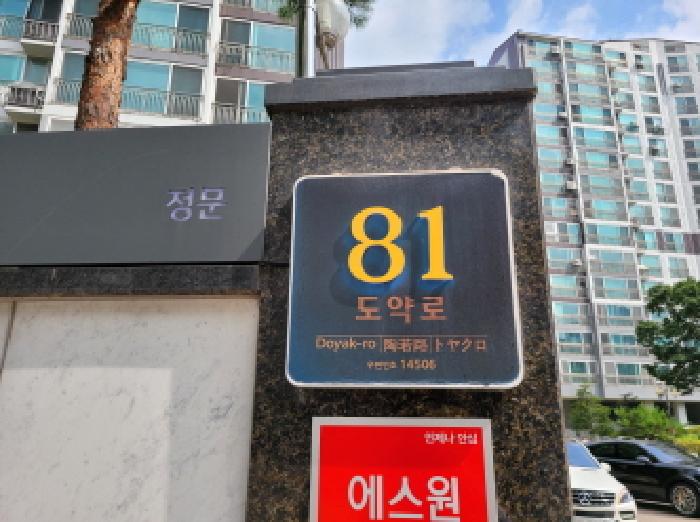 정문
81
도약로
Doyak-ro 陶若路 トヤクロ
우편번호 14506
언제나 안심
에스원